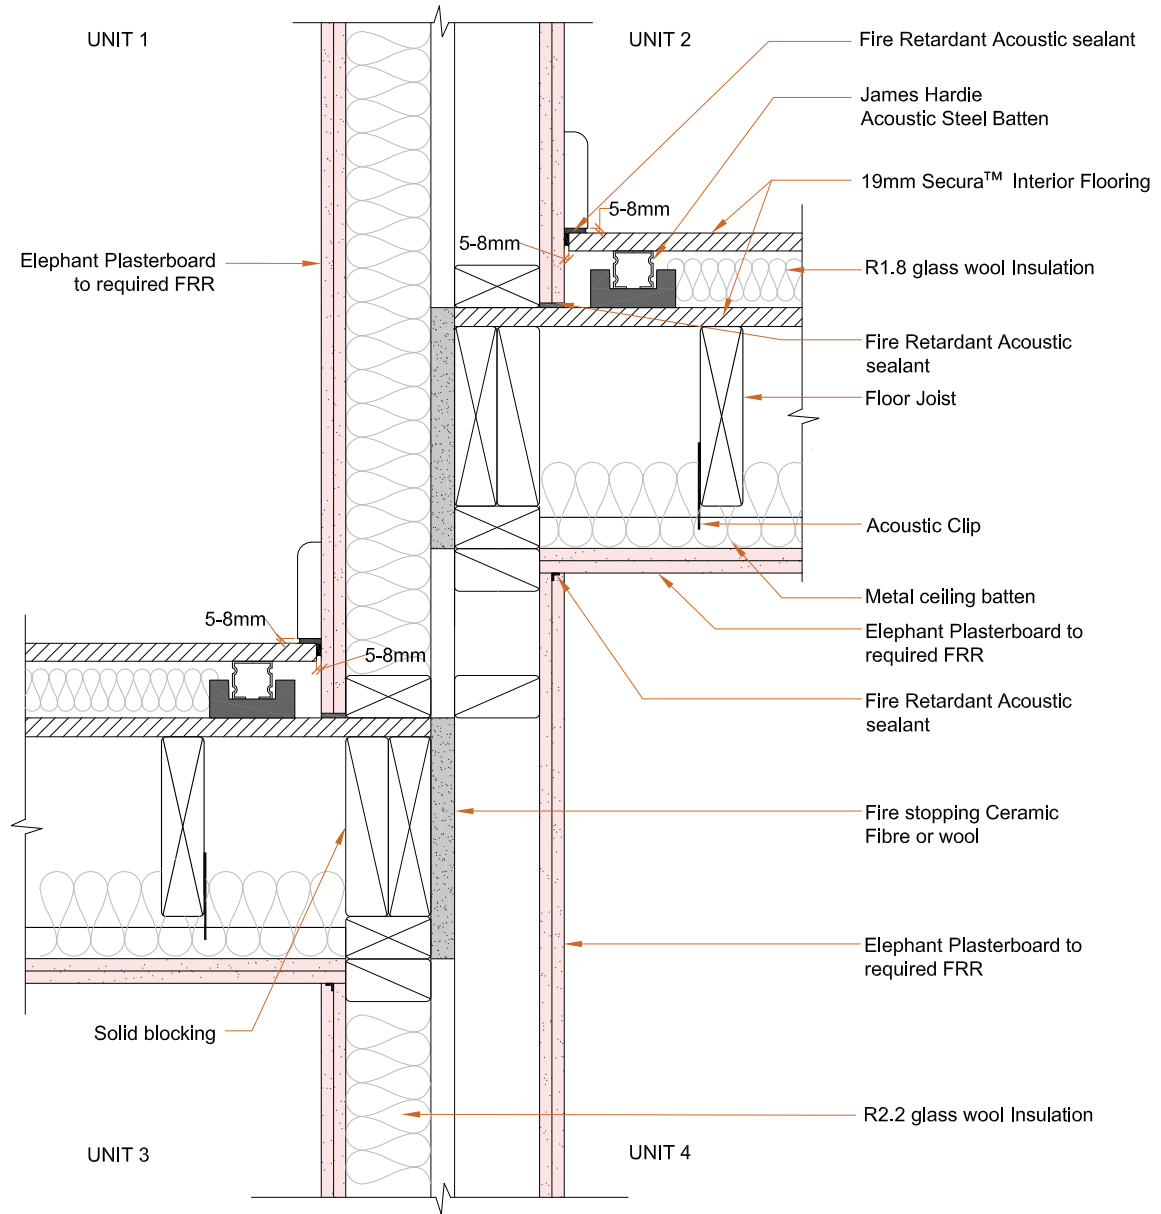 UNIT 1
UNIT 2
Fire Retardant Acoustic sealant
James Hardie
Acoustic Steel Batten
19mm Secura™ Interior Flooring
5-8mm
5-8mm
Elephant Plasterboard
to required FRR
R1.8 glass wool Insulation
Fire Retardant Acoustic
sealant
Floor Joist
Acoustic Clip
Metal ceiling batten
5-8mm
Elephant Plasterboard to
required FRR
5-8mm
Fire Retardant Acoustic
sealant
Fire stopping Ceramic
Fibre or wool
Elephant Plasterboard to
required FRR
Solid blocking
R2.2 glass wool Insulation
UNIT 3
UNIT 4